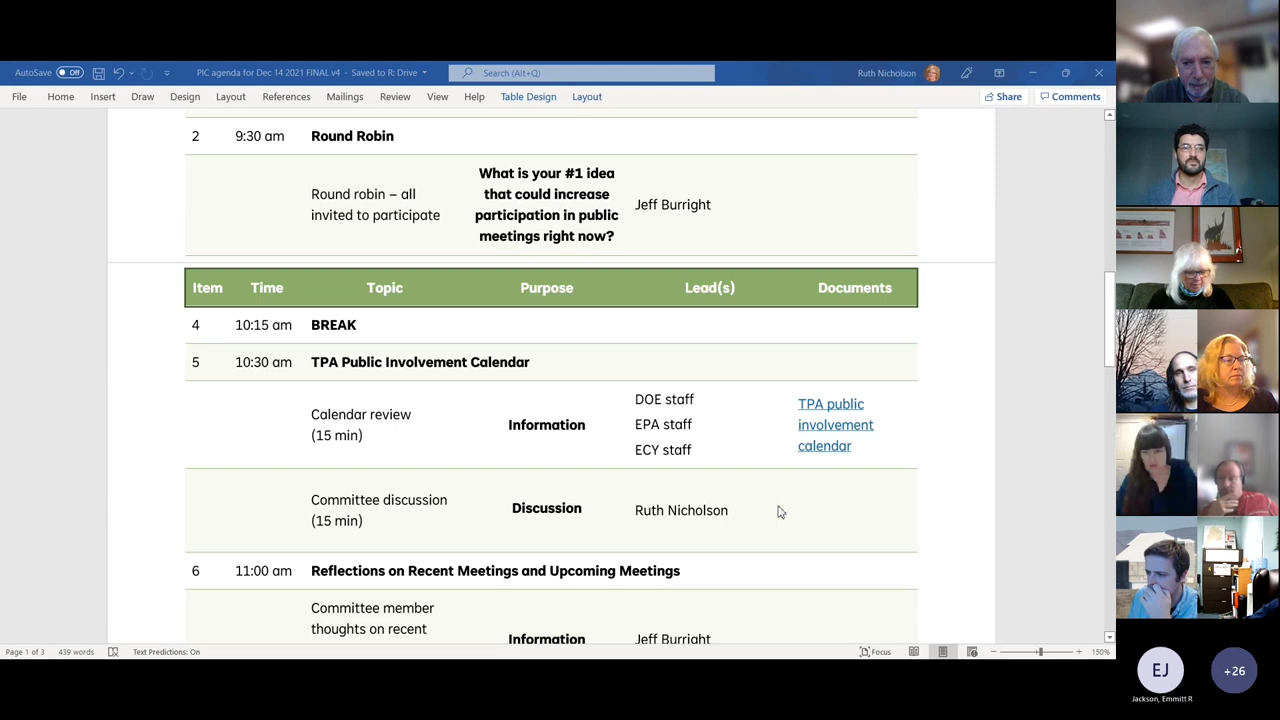 AutoSave Off PIC agenda for Dec 14 2021 FINAL v4 - Saved to R: Drive Search (Alt+Q) Ruth Nicholson
File Home Insert Draw Design Layout References Mailings Review View Help Table Design Layout Share Comments
2 9:30 am Round Robin
Round robin – all
invited to participate
What is your #1 idea
that could increase
participation in public
meetings right now?
Jeff Burright
Item Time Topic Purpose Lead(s) Documents
4 10:15 am BREAK
5 10:30 am TPA Public Involvement Calendar
Calendar review
(15 min)
Information
DOE staff
EPA staff
ECY staff
TPA public
involvement
calendar
Committee discussion
(15 min)
Discussion
Ruth Nicholson
6 11:00 am Reflections on Recent Meetings and Upcoming Meetings
Committee member
thoughts on recent
Information
Jeff Burright
Page 1 of 3 439 words Text Predictions: On Focus 150%
EJ
Jackson, Emmitt R
+26